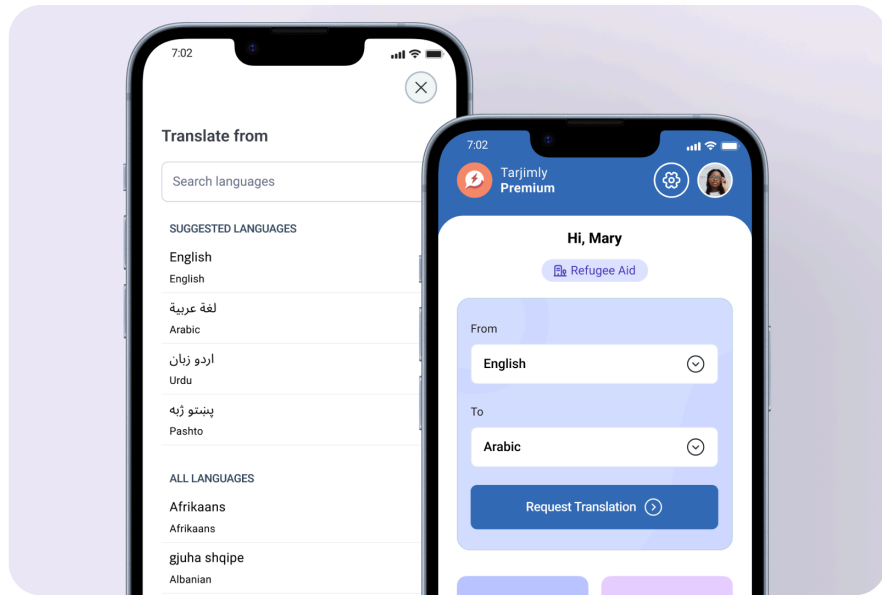 7:02
Translate from
Search languages
SUGGESTED LANGUAGES
English
English
لغة عربية
Arabic
اردو زبان
Urdu
پښتو ژبه
Pashto
ALL LANGUAGES
Afrikaans
Afrikaans
gjuha shqipe
Albanian
7:02
Tarjimly
Premium
Hi, Mary
Refugee Aid
From
English
To
Arabic
Request Translation